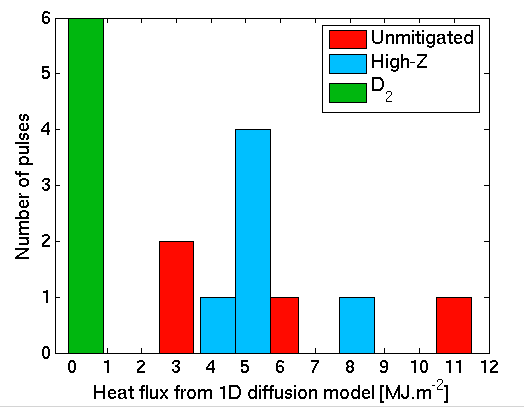 6
5
4
3
2
1
0
Number of pulses
Unmitigated
High-Z
D2
0 1 2 3 4 5 6 7 8 9 10 11 12
Heat flux from 1D diffusion model [MJ.m-2]